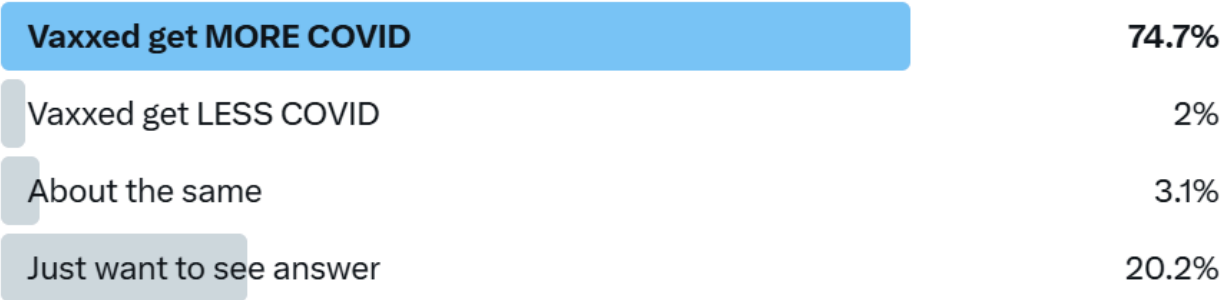 Vaxxed get MORE COVID 74.7%
Vaxxed get LESS COVID 2%
About the same 3.1%
Just want to see answer 20.2%